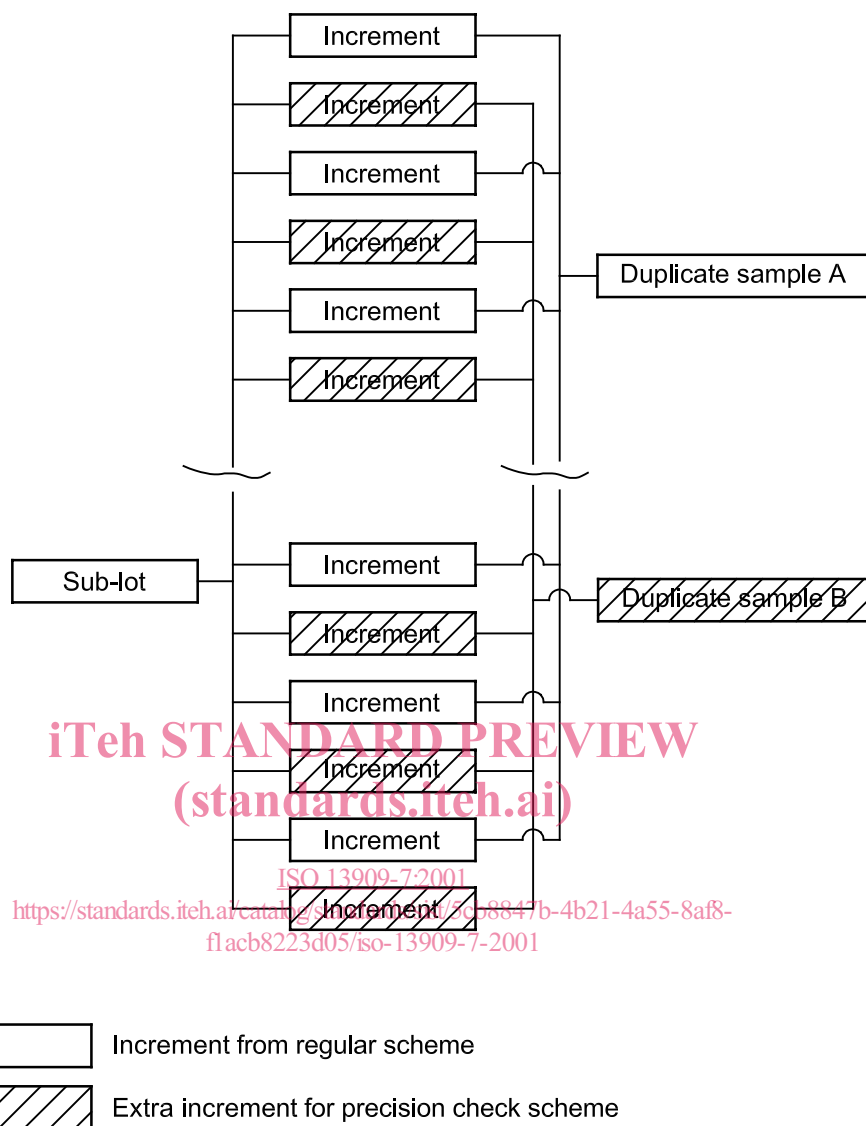 Increment
Increment
Increment
Increment
Duplicate sample A
Increment
Increment
Increment
Sub-lot
Duplicate sample B
Increment
Increment
iTeh STANDARD PREVIEW
Increment
(standards.iteh.ai)
Increment
ISO 13909-7:2001
Increment
https://standards.iteh.ai/catalog/standards/sist/5cb8847b-4b21-4a55-8af8-
f1acb8223d05/iso-13909-7-2001
Increment from regular scheme
Extra increment for precision check scheme